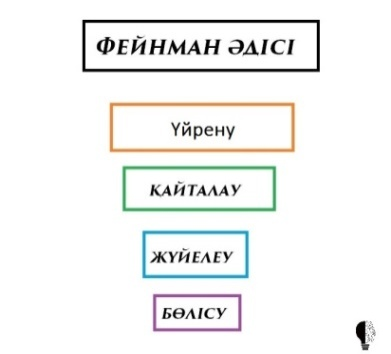 ФЕЙНМАН ӘДІСІ
Үйрену
ҚАЙТАЛАУ
ЖҮЙЕЛЕУ
БӨЛІСУ